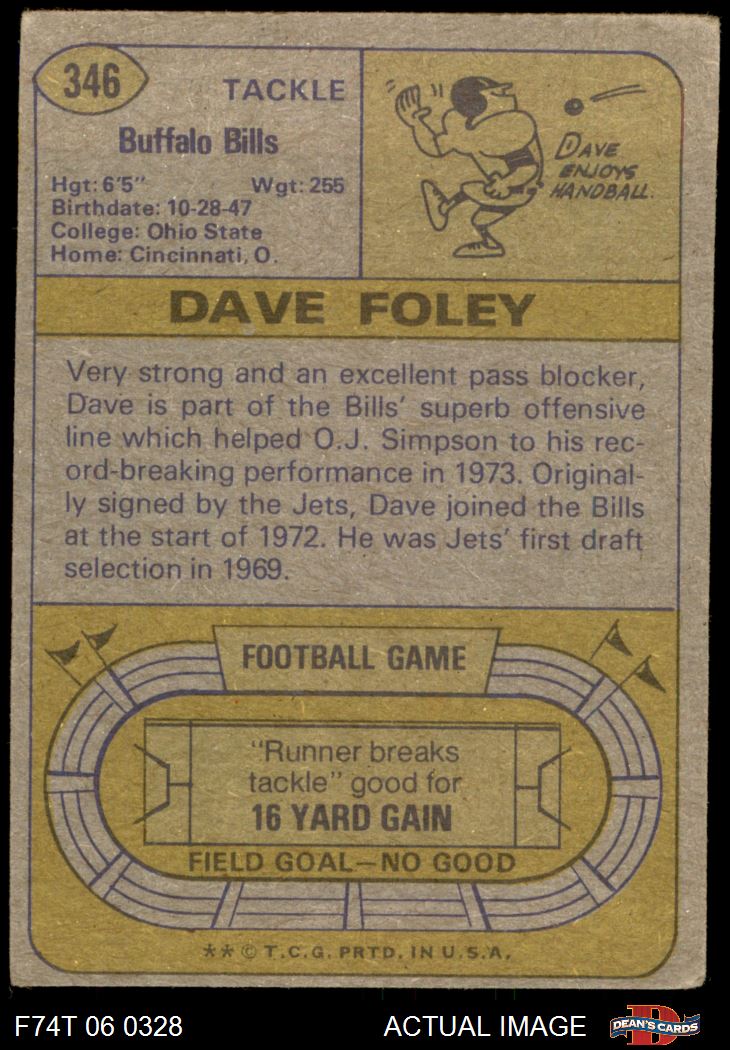 346
TACKLE
Buffalo Bills
Hgt: 6'5" Wgt: 255
Birthdate: 10-28-47
College: Ohio State
Home: Cincinnati, O.
DAVE
ENJOYS
HANDBALL.
DAVE FOLEY
Very strong and an excellent pass blocker,
Dave is part of the Bills' superb offensive
line which helped O.J. Simpson to his rec-
ord-breaking performance in 1973. Original-
ly signed by the Jets, Dave joined the Bills
at the start of 1972. He was Jets' first draft
selection in 1969.
FOOTBALL GAME
"Runner breaks
tackle" good for
16 YARD GAIN
FIELD GOAL—NO GOOD
** © T.C.G. PRTD. IN U.S.A.
F74T 06 0328 ACTUAL IMAGE
D
DEAN'S CARDS